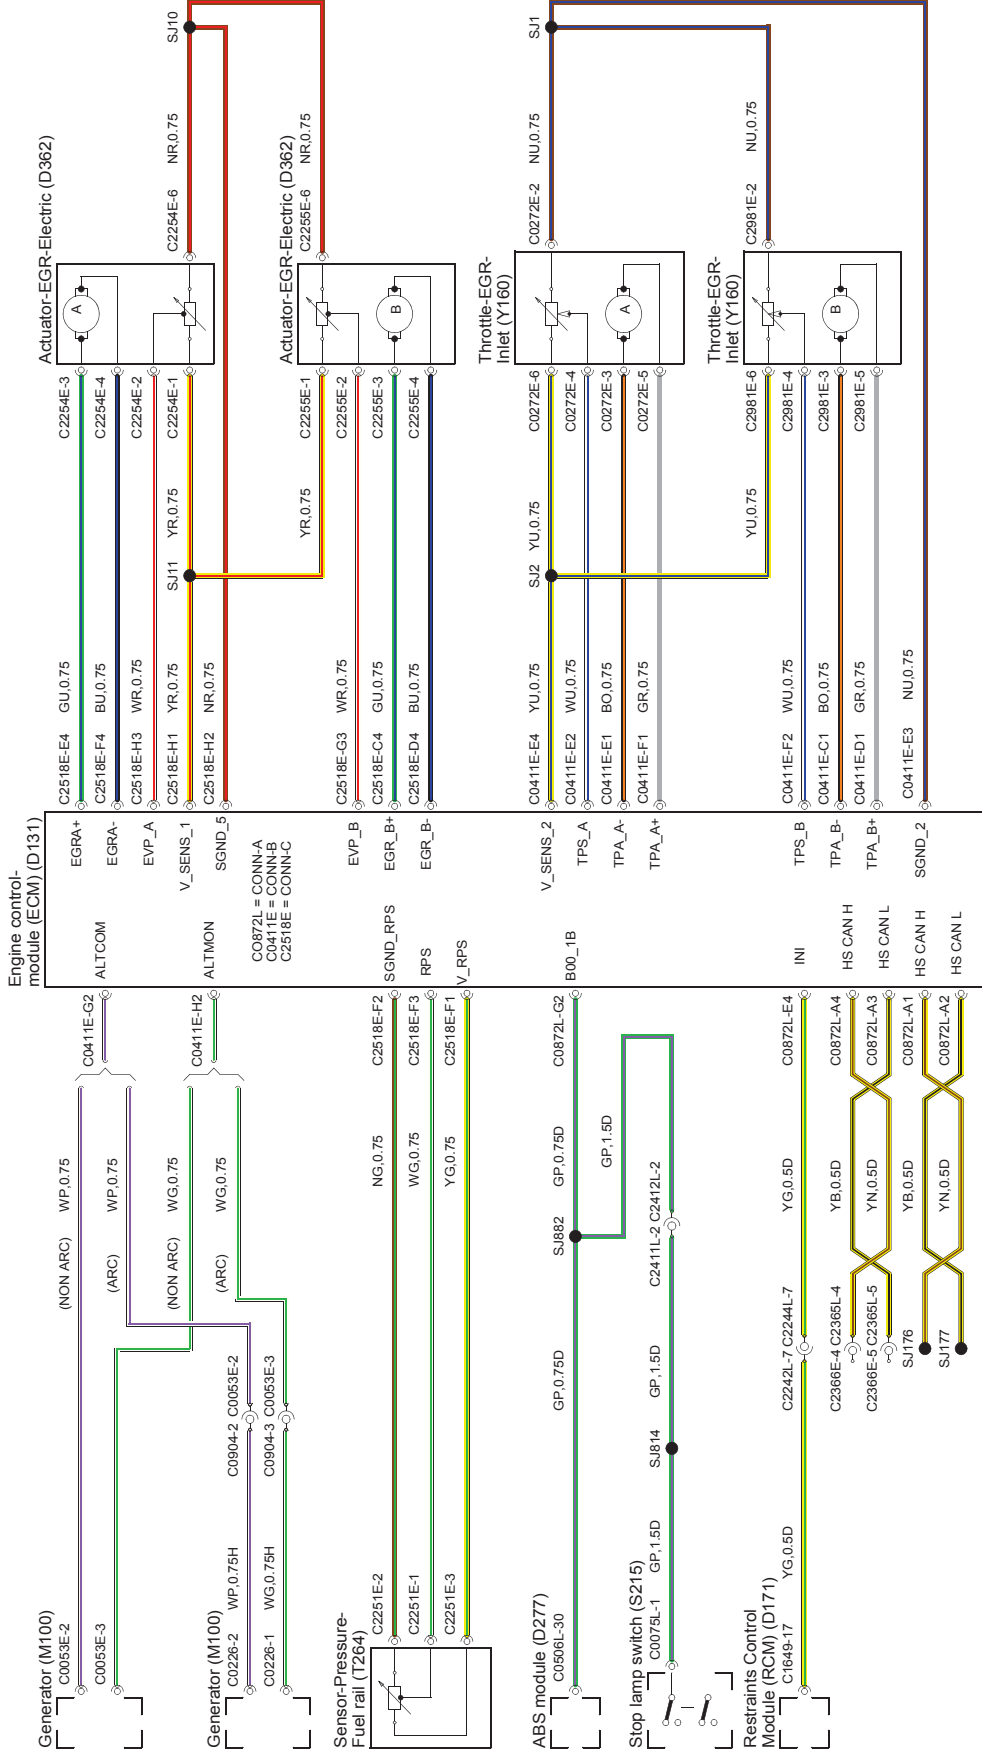 Generator (M100)
C0053E-2
C0053E-3
(NON ARC)
WP,0.75
(ARC)
WP,0.75
(NON ARC)
WG,0.75
(ARC)
WG,0.75
C0411E-G2
ALTCOM
C0411E-H2
ALTMON
Generator (M100)
C0226-2
WP,0.75H
C0904-2
C0053E-2
C0226-1
WG,0.75H
C0904-3
C0053E-3
Sensor-Pressure-
Fuel rail (T264)
C2251E-2
NG,0.75
C2518E-F2
SGND_RPS
C2251E-1
WG,0.75
C2518E-F3
RPS
C2251E-3
YG,0.75
C2518E-F1
V_RPS
ABS module (D277)
C0506L-30
GP,0.75D
SJ882
GP,0.75D
C0872L-G2
B00_1B
GP,1.5D
Stop lamp switch (S215)
C0075L-1
GP,1.5D
SJ814
GP,1.5D
C2411L-2
C2412L-2
Restraints Control
Module (RCM) (D171)
C1649-17
YG,0.5D
C2242L-7
C2244L-7
YG,0.5D
C0872L-E4
INI
C2366E-4
C2365L-4
YB,0.5D
C0872L-A4
HS CAN H
C2366E-5
C2365L-5
YN,0.5D
C0872L-A3
HS CAN L
SJ176
YB,0.5D
C0872L-A1
HS CAN H
SJ177
YN,0.5D
C0872L-A2
HS CAN L
Engine control-
module (ECM) (D131)
CO872L = CONN-A
C0411E = CONN-B
C2518E = CONN-C
EGRA+
C2518E-E4
GU,0.75
C2254E-3
EGRA-
C2518E-F4
BU,0.75
C2254E-4
EVP_A
C2518E-H3
WR,0.75
C2254E-2
V_SENS_1
C2518E-H1
YR,0.75
SJ11
YR,0.75
C2254E-1
SGND_5
C2518E-H2
NR,0.75
Actuator-EGR-Electric (D362)
A
C2254E-6
NR,0.75
SJ10
YR,0.75
C2255E-1
Actuator-EGR-Electric (D362)
B
C2255E-6
NR,0.75
EVP_B
C2518E-G3
WR,0.75
C2255E-2
EGR_B+
C2518E-C4
GU,0.75
C2255E-3
EGR_B-
C2518E-D4
BU,0.75
C2255E-4
V_SENS_2
C0411E-E4
YU,0.75
SJ2
YU,0.75
C0272E-6
TPS_A
C0411E-E2
WU,0.75
C0272E-4
TPA_A-
C0411E-E1
BO,0.75
C0272E-3
TPA_A+
C0411E-F1
GR,0.75
C0272E-5
Throttle-EGR-
Inlet (Y160)
A
C0272E-2
NU,0.75
SJ1
YU,0.75
C2981E-6
Throttle-EGR-
Inlet (Y160)
B
C2981E-2
NU,0.75
TPS_B
C0411E-F2
WU,0.75
C2981E-4
TPA_B-
C0411E-C1
BO,0.75
C2981E-3
TPA_B+
C0411E-D1
GR,0.75
C2981E-5
SGND_2
C0411E-E3
NU,0.75